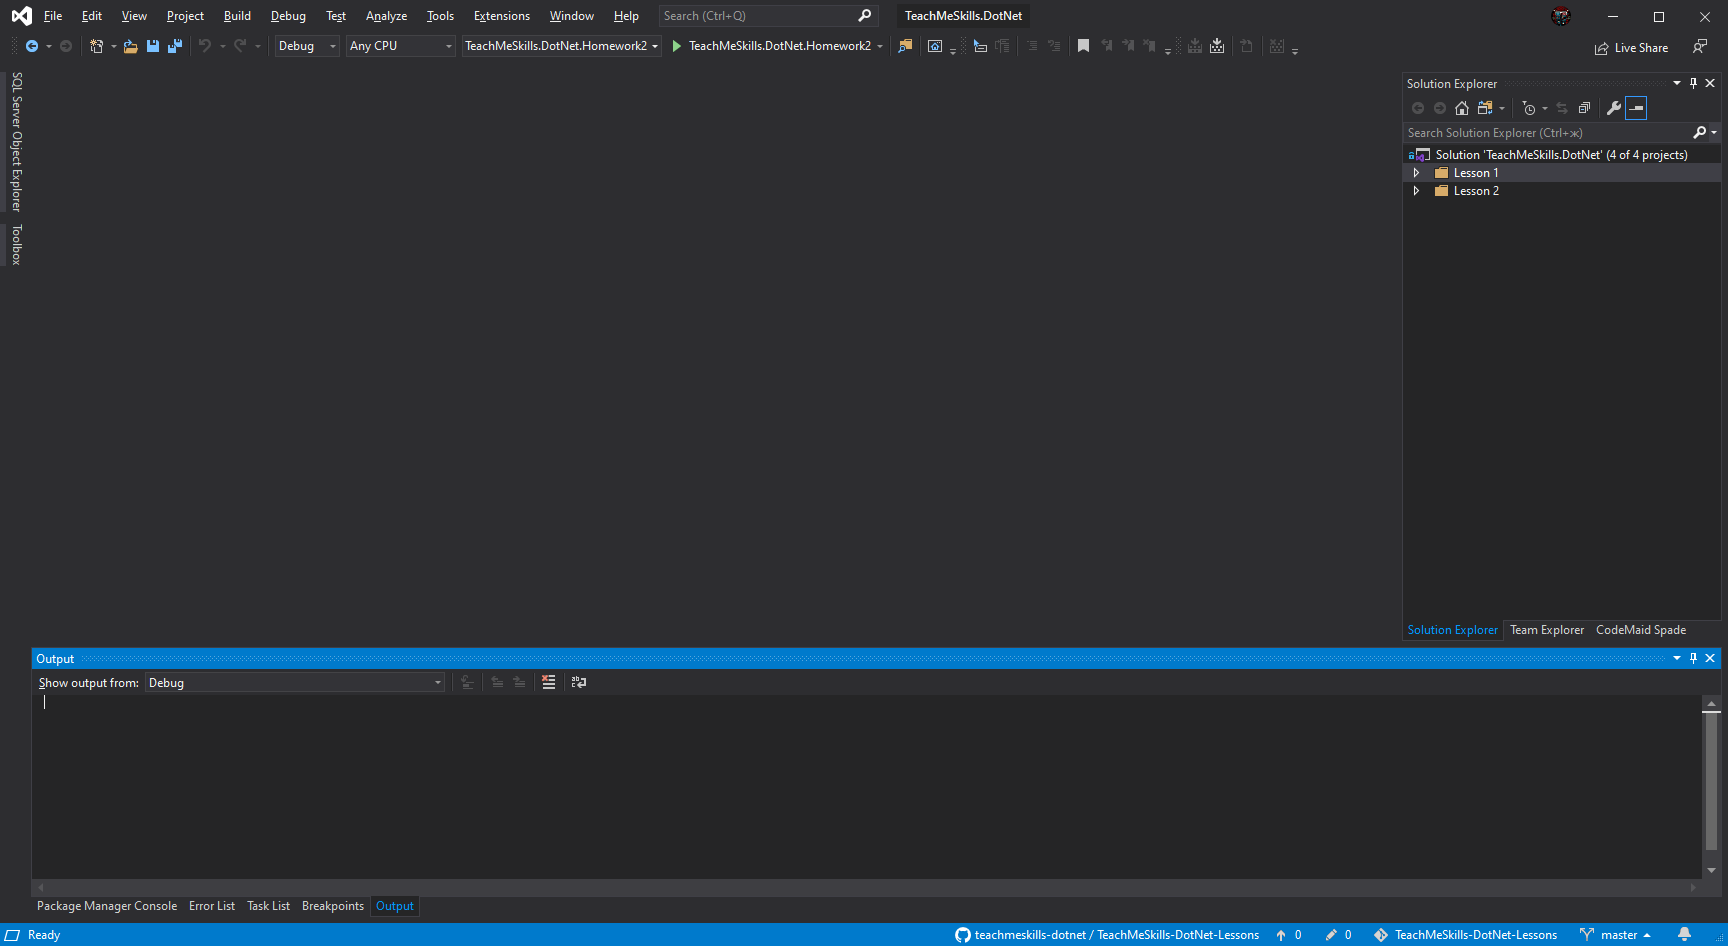 File Edit View Project Build Debug Test Analyze Tools Extensions Window Help Search (Ctrl+Q) TeachMeSkills.DotNet
Debug Any CPU TeachMeSkills.DotNet.Homework2 TeachMeSkills.DotNet.Homework2 Live Share
SQL Server Object Explorer
Toolbox
Solution Explorer
Search Solution Explorer (Ctrl+ж)
Solution 'TeachMeSkills.DotNet' (4 of 4 projects)
Lesson 1
Lesson 2
Solution Explorer Team Explorer CodeMaid Spade
Output
Show output from: Debug
Package Manager Console Error List Task List Breakpoints Output
Ready teachmeskills-dotnet / TeachMeSkills-DotNet-Lessons 0 0 TeachMeSkills-DotNet-Lessons master